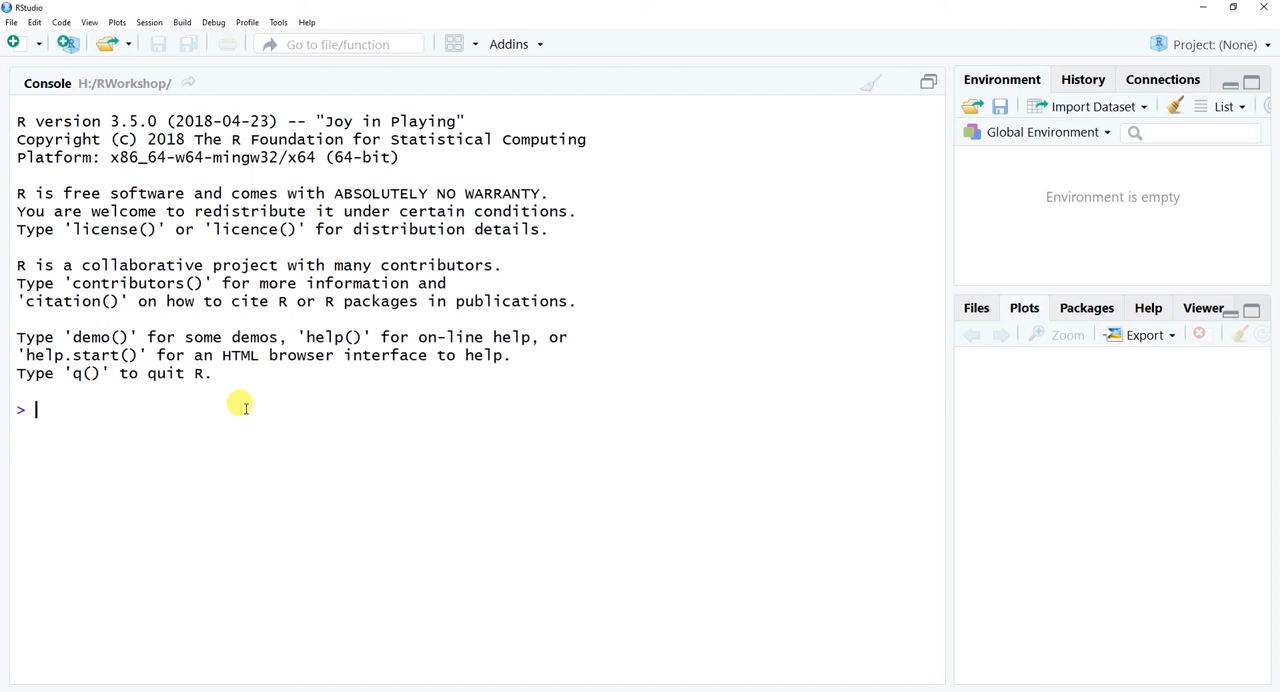 RStudio
File Edit Code View Plots Session Build Debug Profile Tools Help
Go to file/function Addins Project: (None)
Console H:/RWorkshop/
R version 3.5.0 (2018-04-23) -- "Joy in Playing"
Copyright (C) 2018 The R Foundation for Statistical Computing
Platform: x86_64-w64-mingw32/x64 (64-bit)
R is free software and comes with ABSOLUTELY NO WARRANTY.
You are welcome to redistribute it under certain conditions.
Type 'license()' or 'licence()' for distribution details.
R is a collaborative project with many contributors.
Type 'contributors()' for more information and
'citation()' on how to cite R or R packages in publications.
Type 'demo()' for some demos, 'help()' for on-line help, or
'help.start()' for an HTML browser interface to help.
Type 'q()' to quit R.
>
Environment History Connections
Import Dataset List
Global Environment
Environment is empty
Files Plots Packages Help Viewer
Zoom Export